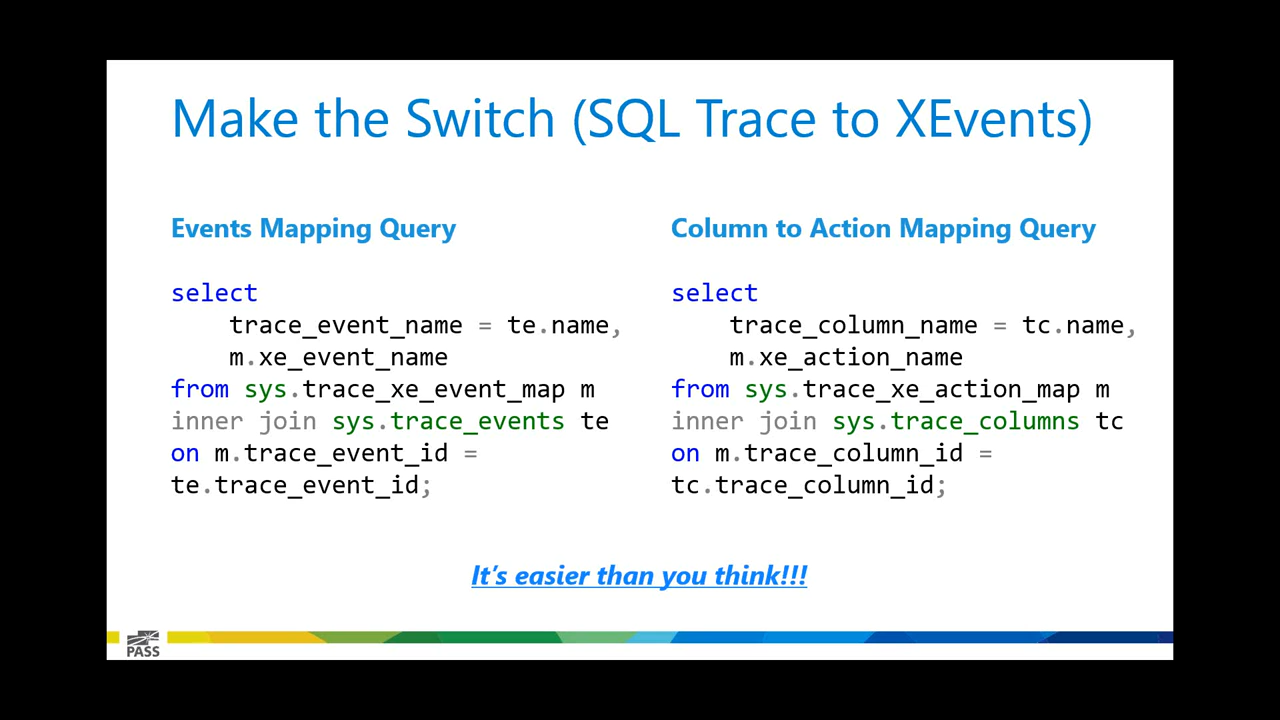 Make the Switch (SQL Trace to XEvents)
Events Mapping Query
select
    trace_event_name = te.name,
    m.xe_event_name
from sys.trace_xe_event_map m
inner join sys.trace_events te
on m.trace_event_id =
te.trace_event_id;
Column to Action Mapping Query
select
    trace_column_name = tc.name,
    m.xe_action_name
from sys.trace_xe_action_map m
inner join sys.trace_columns tc
on m.trace_column_id =
tc.trace_column_id;
It's easier than you think!!!
PASS